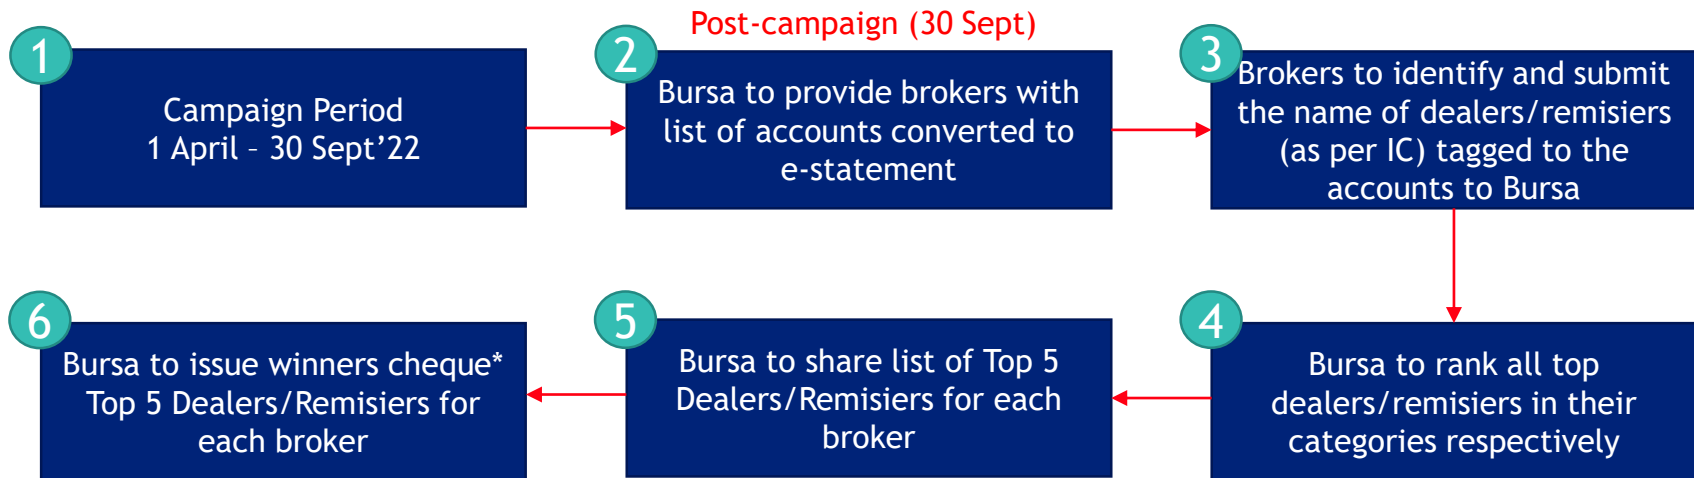 Post-campaign (30 Sept)
1
Campaign Period
1 April – 30 Sept’22
2
Bursa to provide brokers with
list of accounts converted to
e-statement
3
Brokers to identify and submit
the name of dealers/remisiers
(as per IC) tagged to the
accounts to Bursa
4
Bursa to rank all top
dealers/remisiers in their
categories respectively
5
Bursa to share list of Top 5
Dealers/Remisiers for each
broker
6
Bursa to issue winners cheque*
Top 5 Dealers/Remisiers for
each broker